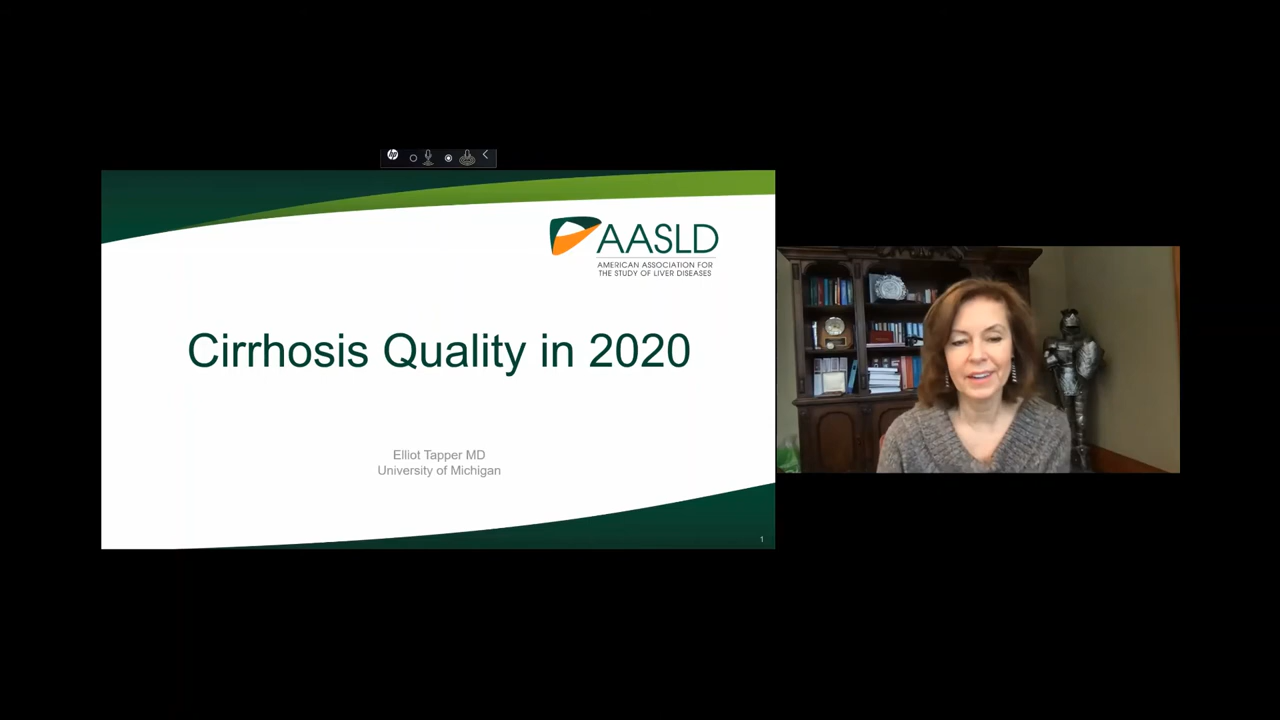 hp
AASLD
AMERICAN ASSOCIATION FOR
THE STUDY OF LIVER DISEASES
Cirrhosis Quality in 2020
Elliot Tapper MD
University of Michigan
1